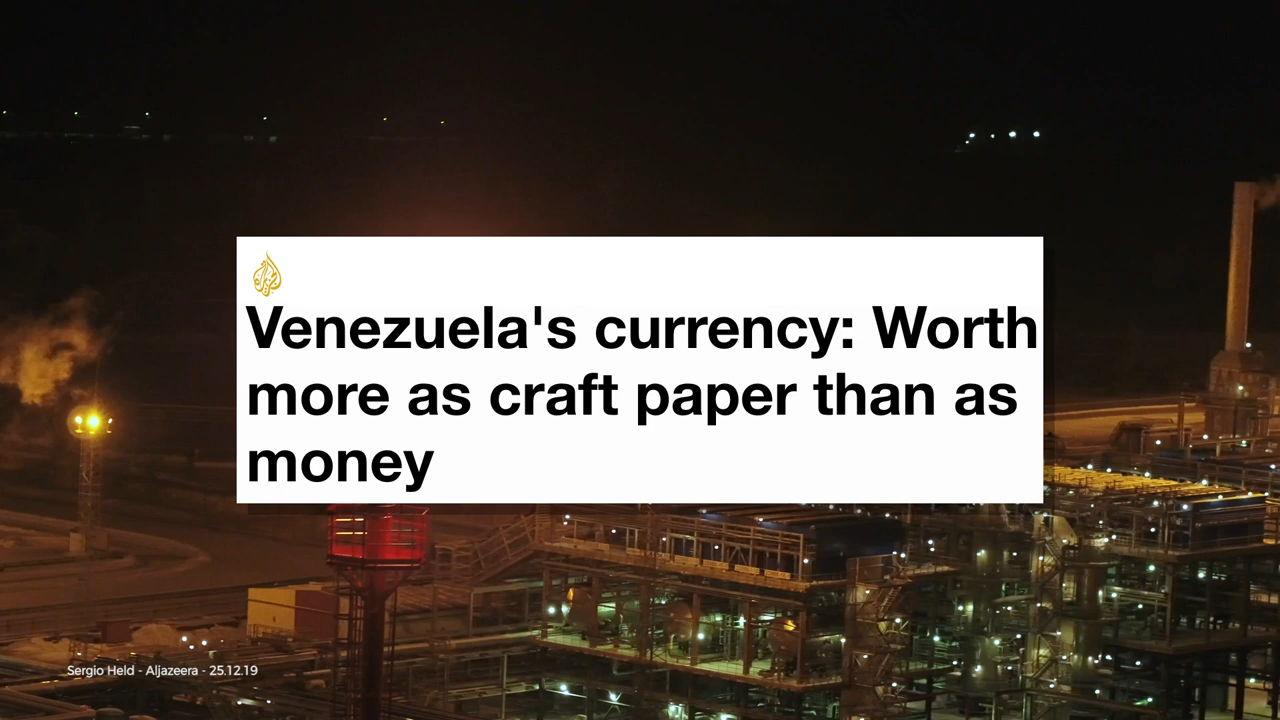 Venezuela's currency: Worth
more as craft paper than as
money
Sergio Held - Aljazeera - 25.12.19